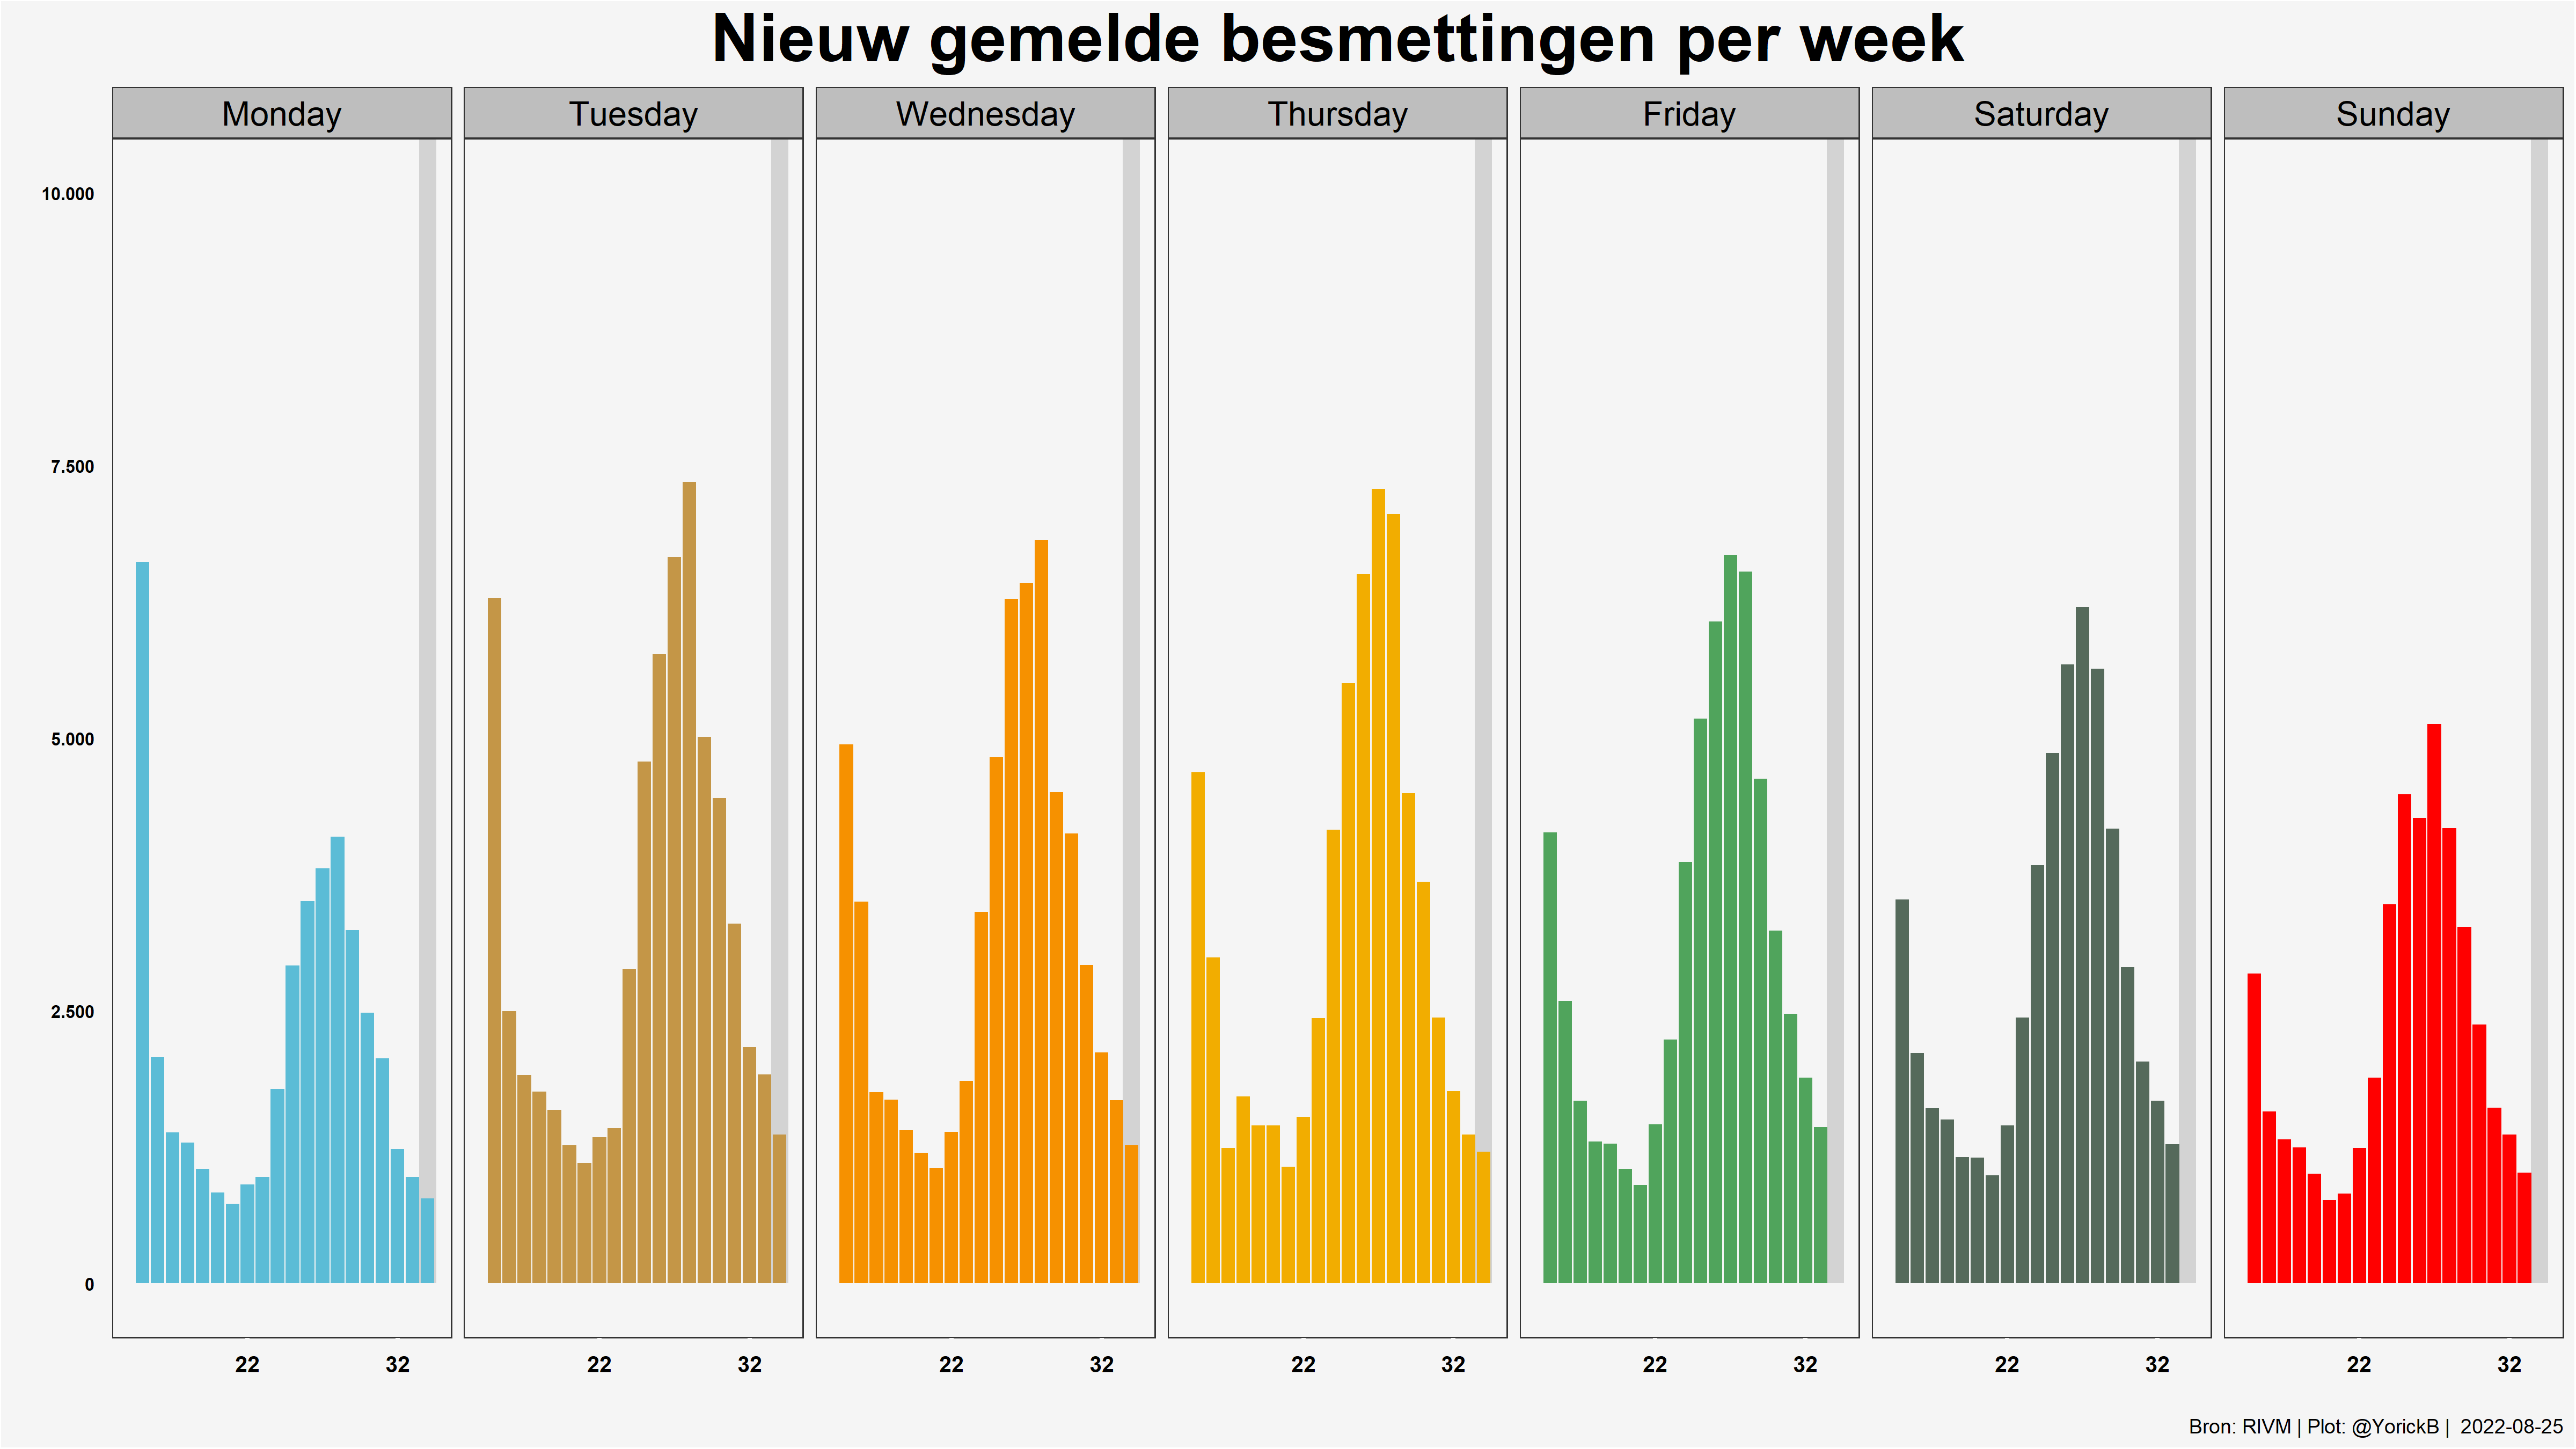 Nieuw gemelde besmettingen per week
Monday Tuesday Wednesday Thursday Friday Saturday Sunday
10.000
7.500
5.000
2.500
0
22 32 22 32 22 32 22 32 22 32 22 32 22 32
Bron: RIVM | Plot: @YorickB | 2022-08-25